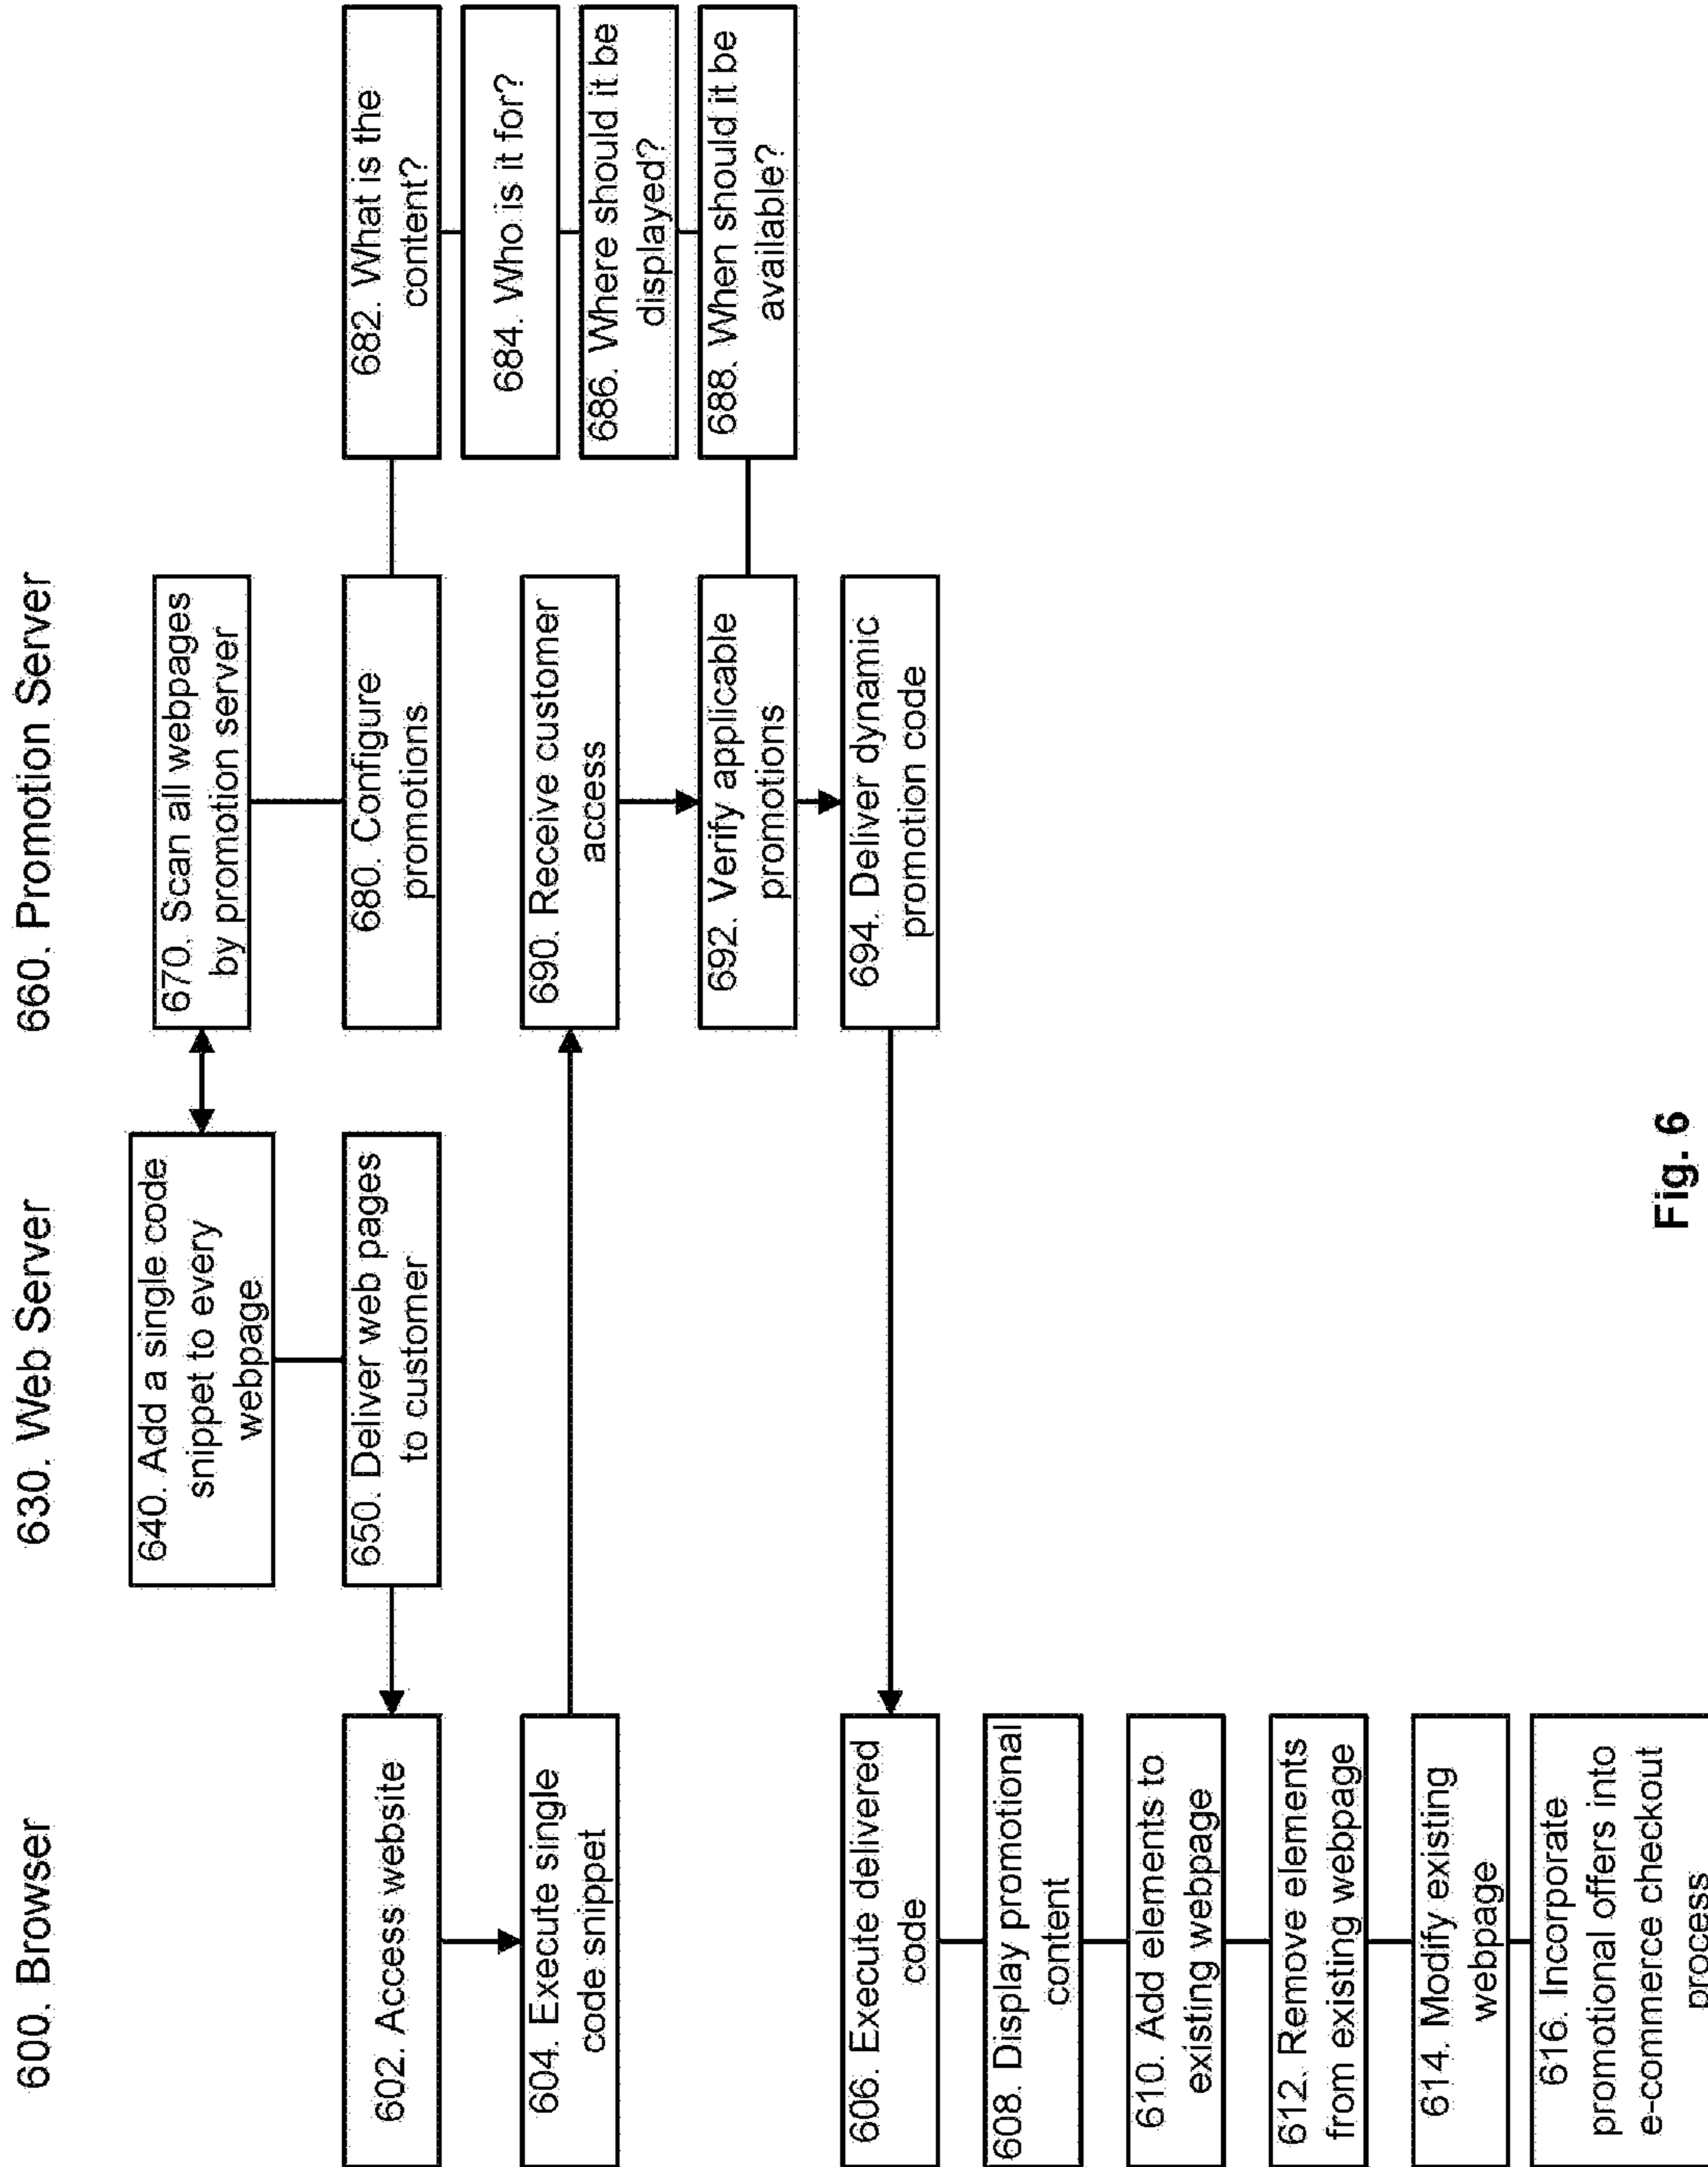 600. Browser
630. Web Server
660. Promotion Server
640. Add a single code
snippet to every
webpage
670. Scan all webpages
by promotion server
602. Access website
650. Deliver web pages
to customer
680. Configure
promotions
682. What is the
content?
684. Who is it for?
686. Where should it be
displayed?
688. When should it be
available?
604. Execute single
code snippet
690. Receive customer
access
692. Verify applicable
promotions
694. Deliver dynamic
promotion code
606. Execute delivered
code
608. Display promotional
content
610. Add elements to
existing webpage
612. Remove elements
from existing webpage
614. Modify existing
webpage
616. Incorporate
promotional offers into
e-commerce checkout
process
Fig. 6